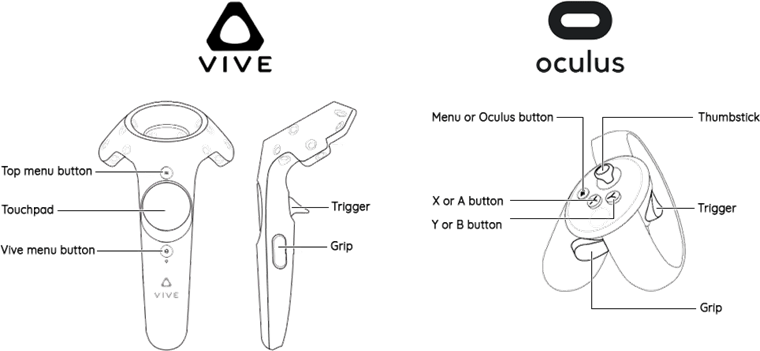 VIVE
oculus
Top menu button
Touchpad
Vive menu button
VIVE
Trigger
Grip
Menu or Oculus button
Thumbstick
X or A button
Y or B button
Trigger
Grip